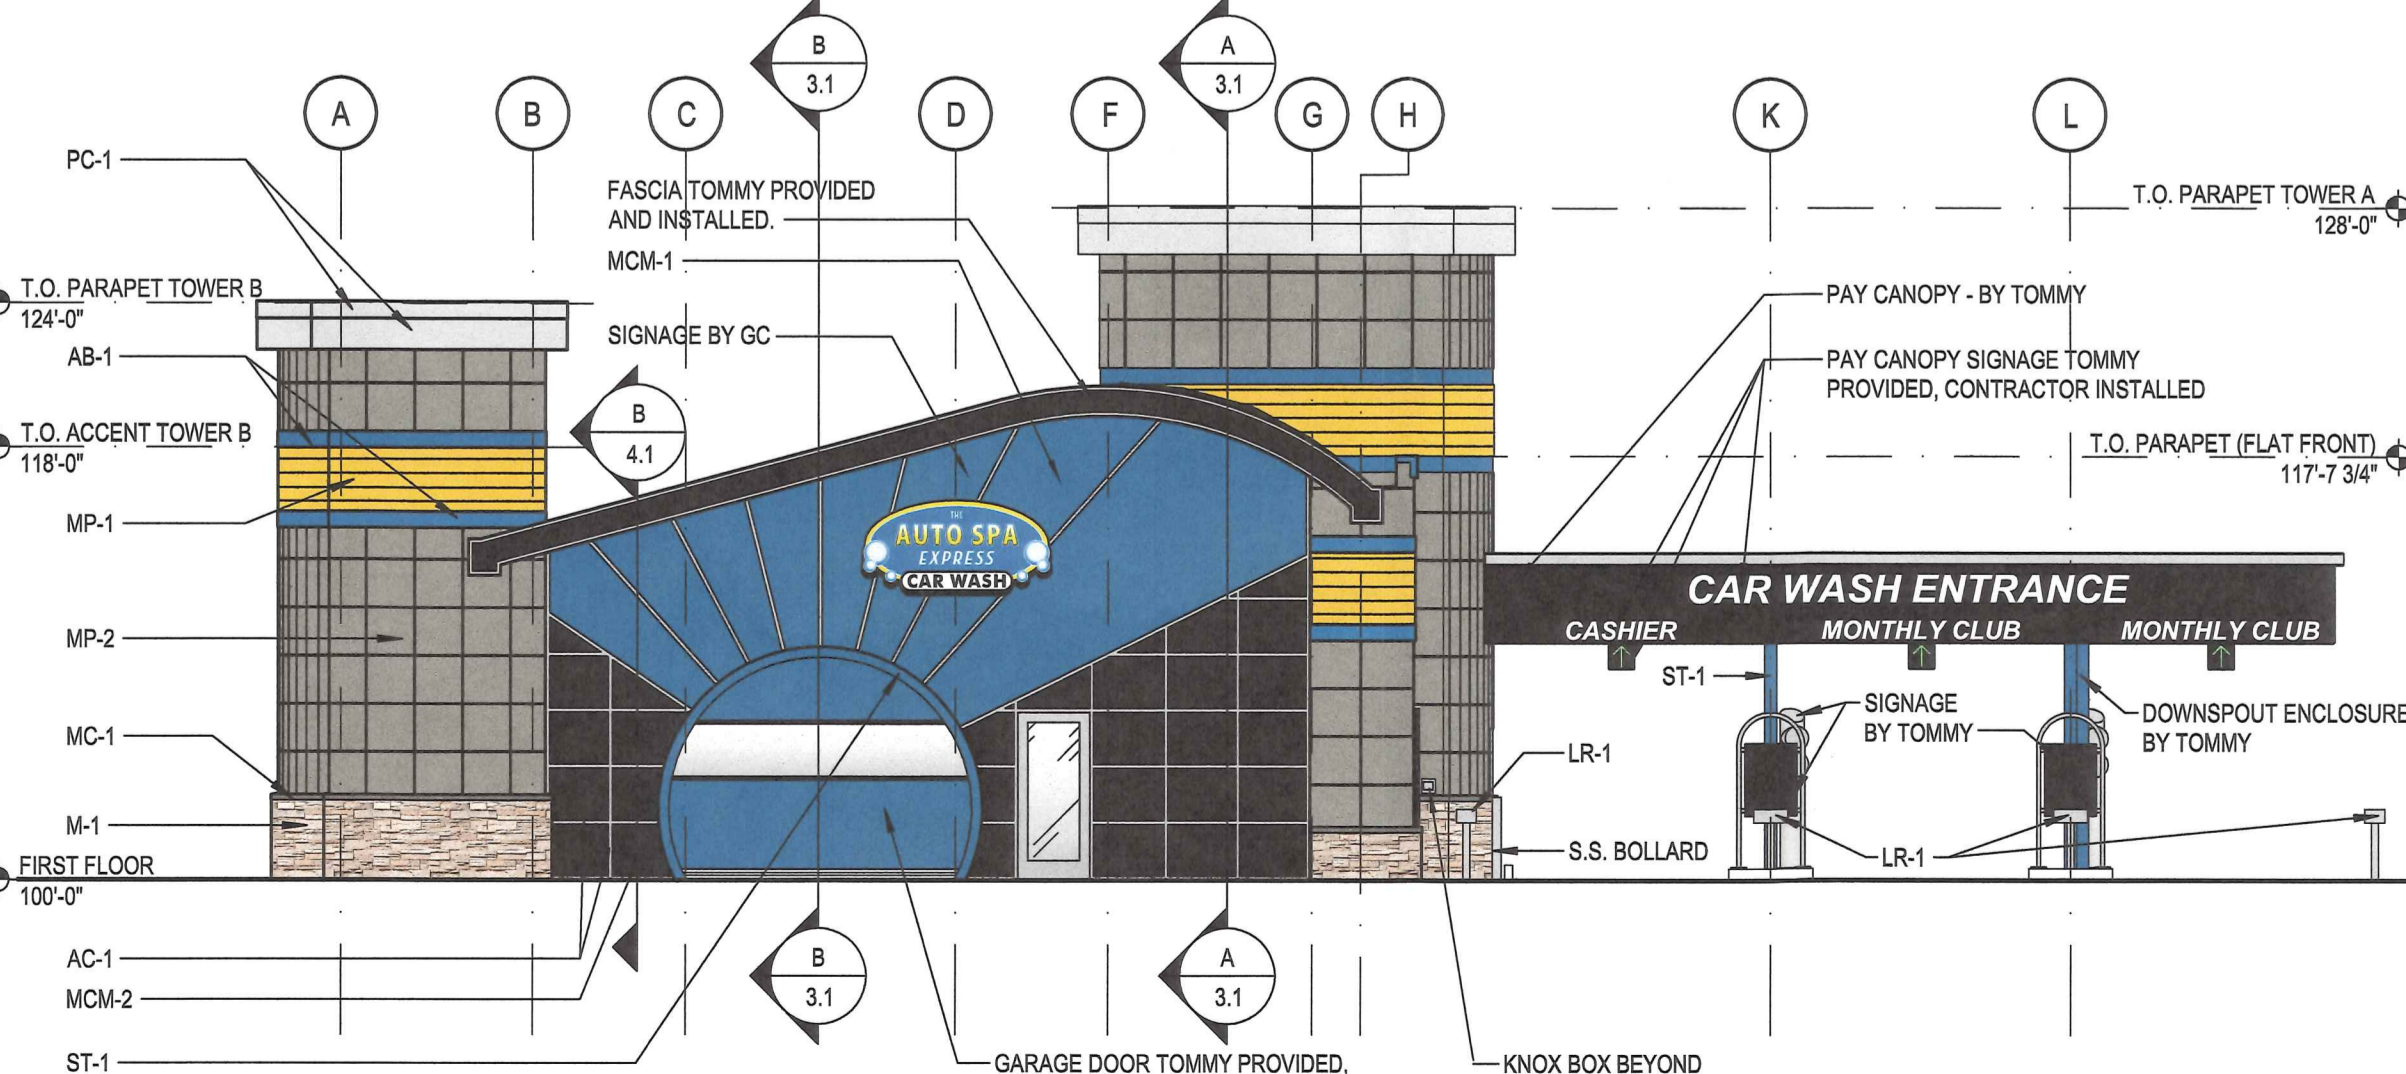 B
3.1
A
3.1
A
B
C
D
F
G
H
K
L
PC-1
FASCIA TOMMY PROVIDED
AND INSTALLED.
T.O. PARAPET TOWER A
128'-0"
MCM-1
T.O. PARAPET TOWER B
124'-0"
PAY CANOPY - BY TOMMY
SIGNAGE BY GC
AB-1
PAY CANOPY SIGNAGE TOMMY
PROVIDED, CONTRACTOR INSTALLED
B
4.1
T.O. ACCENT TOWER B
118'-0"
T.O. PARAPET (FLAT FRONT)
117'-7 3/4"
MP-1
THE
AUTO SPA
EXPRESS
CAR WASH
CAR WASH ENTRANCE
CASHIER
MONTHLY CLUB
MONTHLY CLUB
MP-2
ST-1
SIGNAGE
BY TOMMY
DOWNSPOUT ENCLOSURE
BY TOMMY
MC-1
LR-1
M-1
S.S. BOLLARD
LR-1
FIRST FLOOR
100'-0"
AC-1
B
3.1
A
3.1
MCM-2
ST-1
GARAGE DOOR TOMMY PROVIDED,
KNOX BOX BEYOND